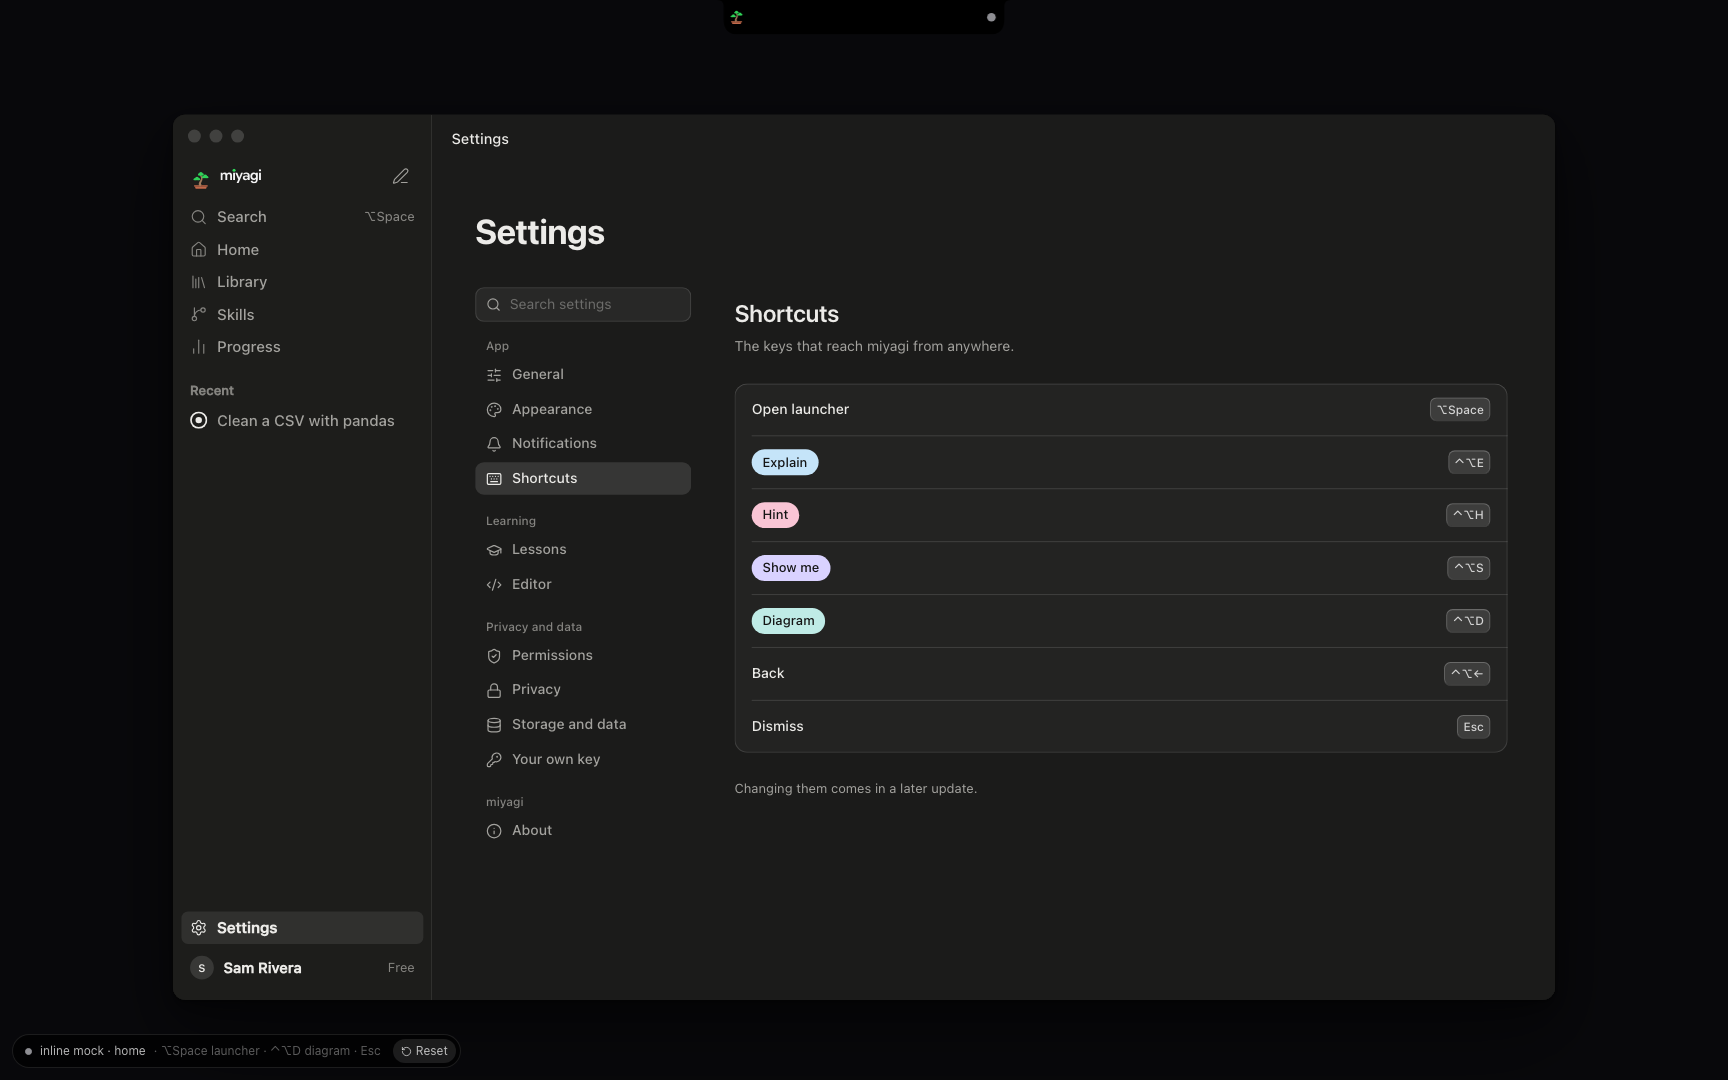 miyagi
Search ⌥Space
Home
Library
Skills
Progress
Recent
Clean a CSV with pandas
Settings
S Sam Rivera Free
Settings
Settings
Search settings
App
General
Appearance
Notifications
Shortcuts
Learning
Lessons
Editor
Privacy and data
Permissions
Privacy
Storage and data
Your own key
miyagi
About
Shortcuts
The keys that reach miyagi from anywhere.
Open launcher ⌥Space
Explain ^⌥E
Hint ^⌥H
Show me ^⌥S
Diagram ^⌥D
Back ^⌥←
Dismiss Esc
Changing them comes in a later update.
inline mock · home · ⌥Space launcher · ^⌥D diagram · Esc Reset